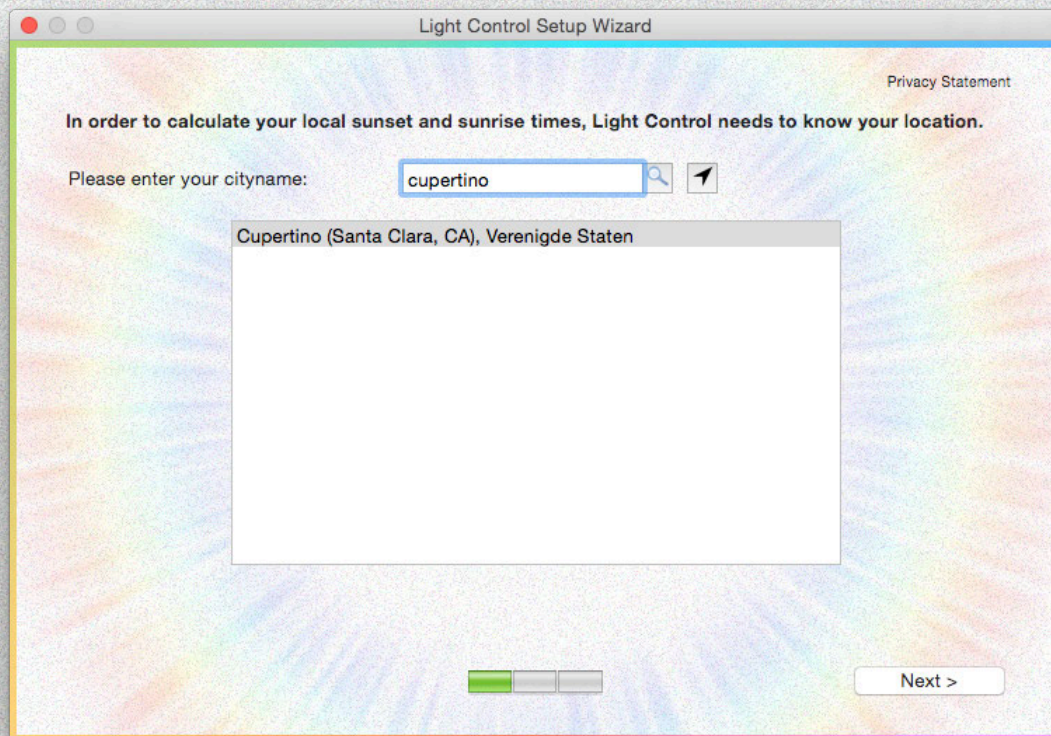 Light Control Setup Wizard
Privacy Statement
In order to calculate your local sunset and sunrise times, Light Control needs to know your location.
Please enter your cityname:
cupertino
Cupertino (Santa Clara, CA), Verenigde Staten
Next >